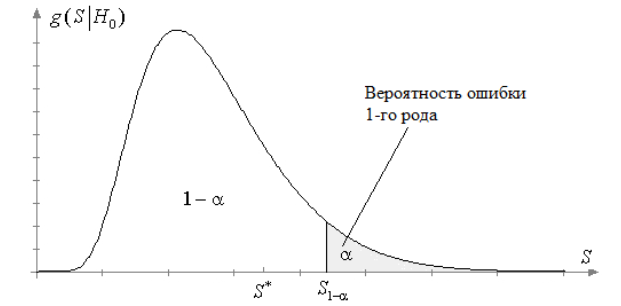 g(S|H₀)
Вероятность ошибки
1-го рода
1 − α
α
S
S*
S₁₋α